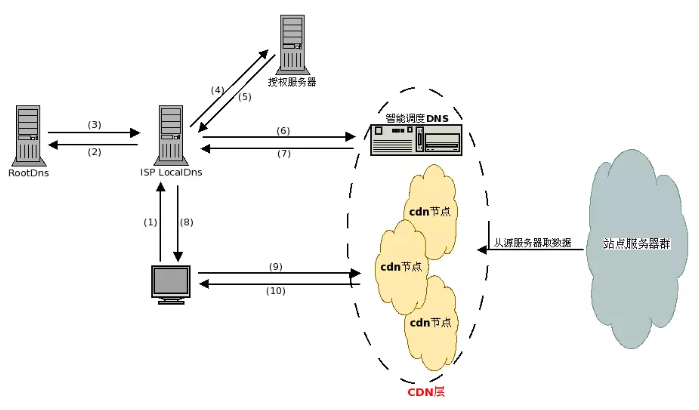 授权服务器
(4)
(5)
智能调度DNS
(3)
(2)
(6)
(7)
RootDns
ISP LocalDns
cdn节点
(1)
(8)
从源服务器取数据
站点服务器群
cdn节点
(9)
(10)
cdn节点
CDN层